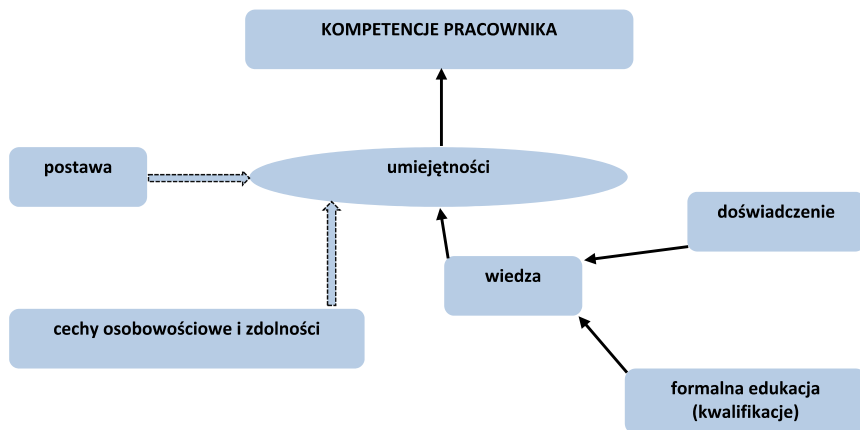 KOMPETENCJE PRACOWNIKA
postawa
umiejętności
doświadczenie
wiedza
cechy osobowościowe i zdolności
formalna edukacja
(kwalifikacje)